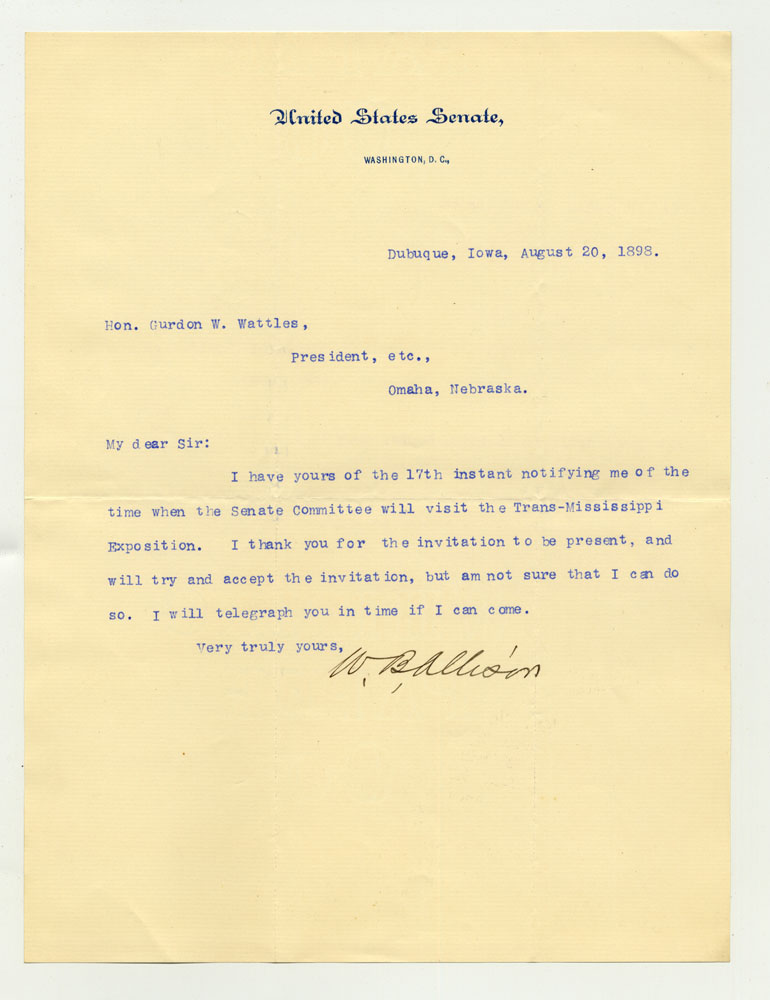 United States Senate,
WASHINGTON, D. C.,
Dubuque, Iowa, August 20, 1898.
Hon. Gurdon W. Wattles,
President, etc.,
Omaha, Nebraska.
My dear Sir:
I have yours of the 17th instant notifying me of the
time when the Senate Committee will visit the Trans-Mississippi
Exposition. I thank you for the invitation to be present, and
will try and accept the invitation, but am not sure that I can do
so. I will telegraph you in time if I can come.
Very truly yours,
W. B. Allison